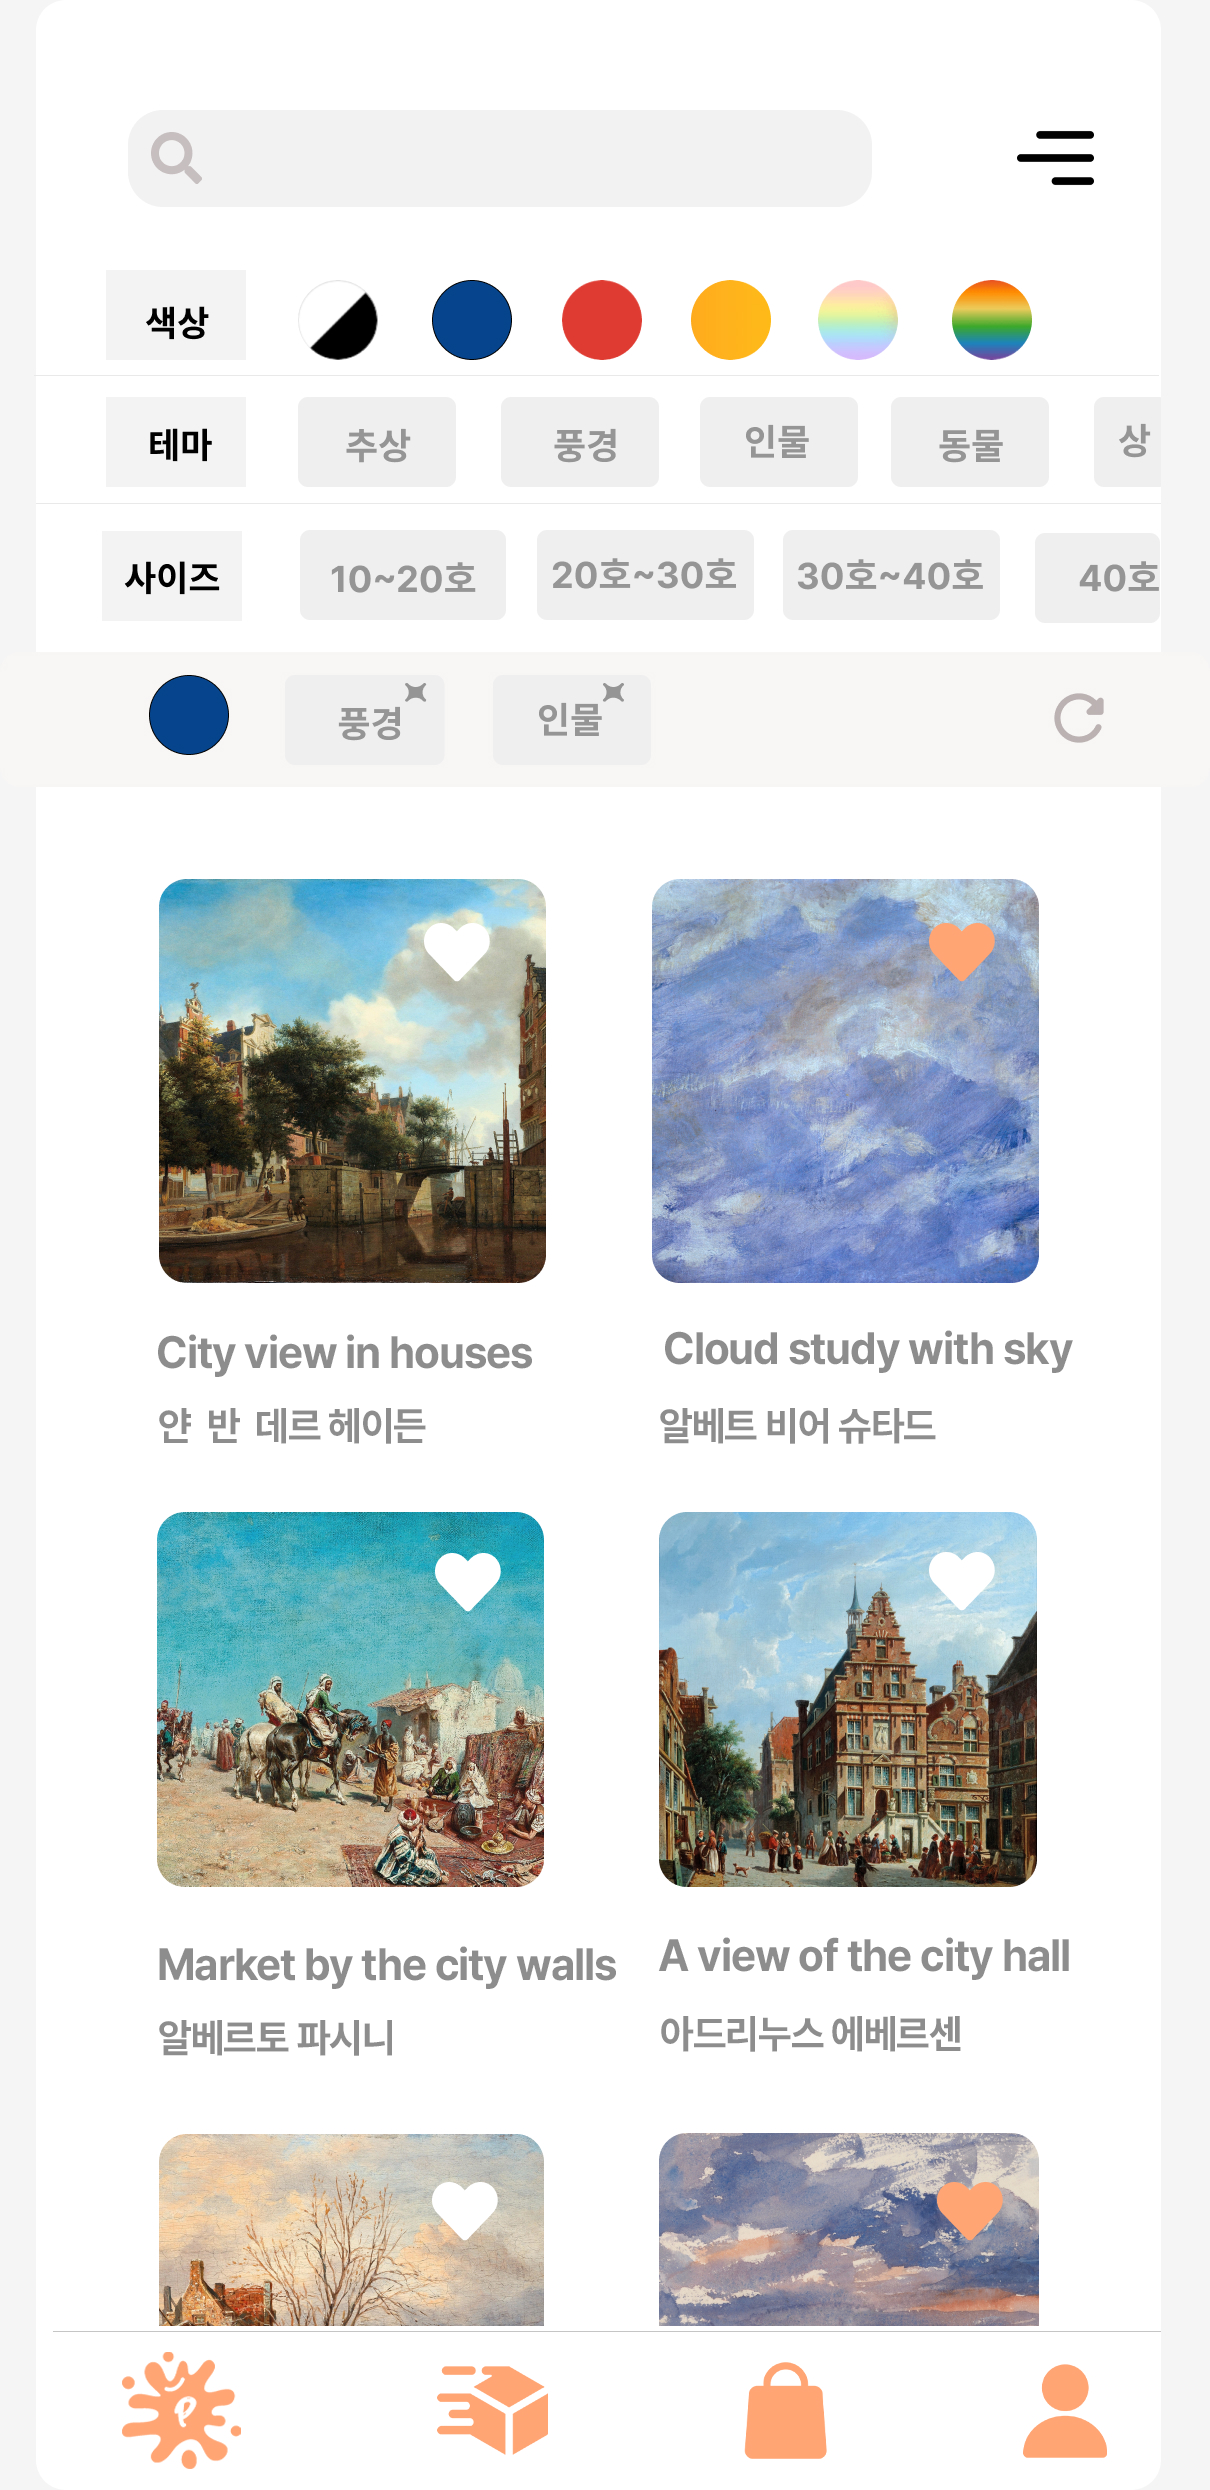 색상
테마 추상 풍경 인물 동물 상
사이즈 10~20호 20호~30호 30호~40호 40호
풍경 인물
City view in houses Cloud study with sky
얀 반 데르 헤이든 알베트 비어 슈타드
Market by the city walls A view of the city hall
알베르토 파시니 아드리누스 에베르센
P